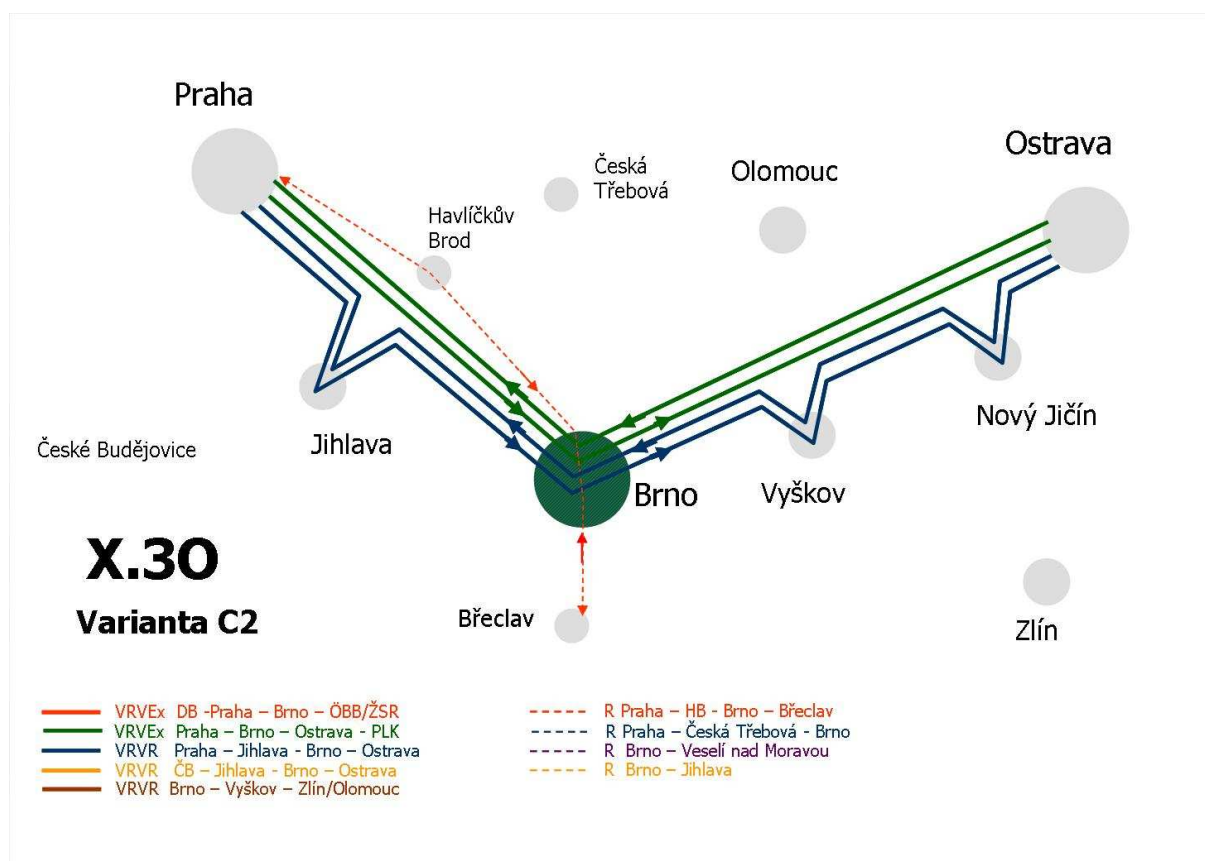 Praha
Ostrava
Česká
Třebová
Olomouc
Havlíčkův
Brod
Nový Jičín
České Budějovice
Jihlava
Vyškov
Brno
X.30
Varianta C2
Břeclav
Zlín
VRVEx DB -Praha – Brno – ÖBB/ŽSR
VRVEx Praha – Brno – Ostrava - PLK
VRVR Praha – Jihlava - Brno – Ostrava
VRVR ČB – Jihlava - Brno – Ostrava
VRVR Brno – Vyškov – Zlín/Olomouc
R Praha – HB - Brno – Břeclav
R Praha – Česká Třebová - Brno
R Brno – Veselí nad Moravou
R Brno – Jihlava